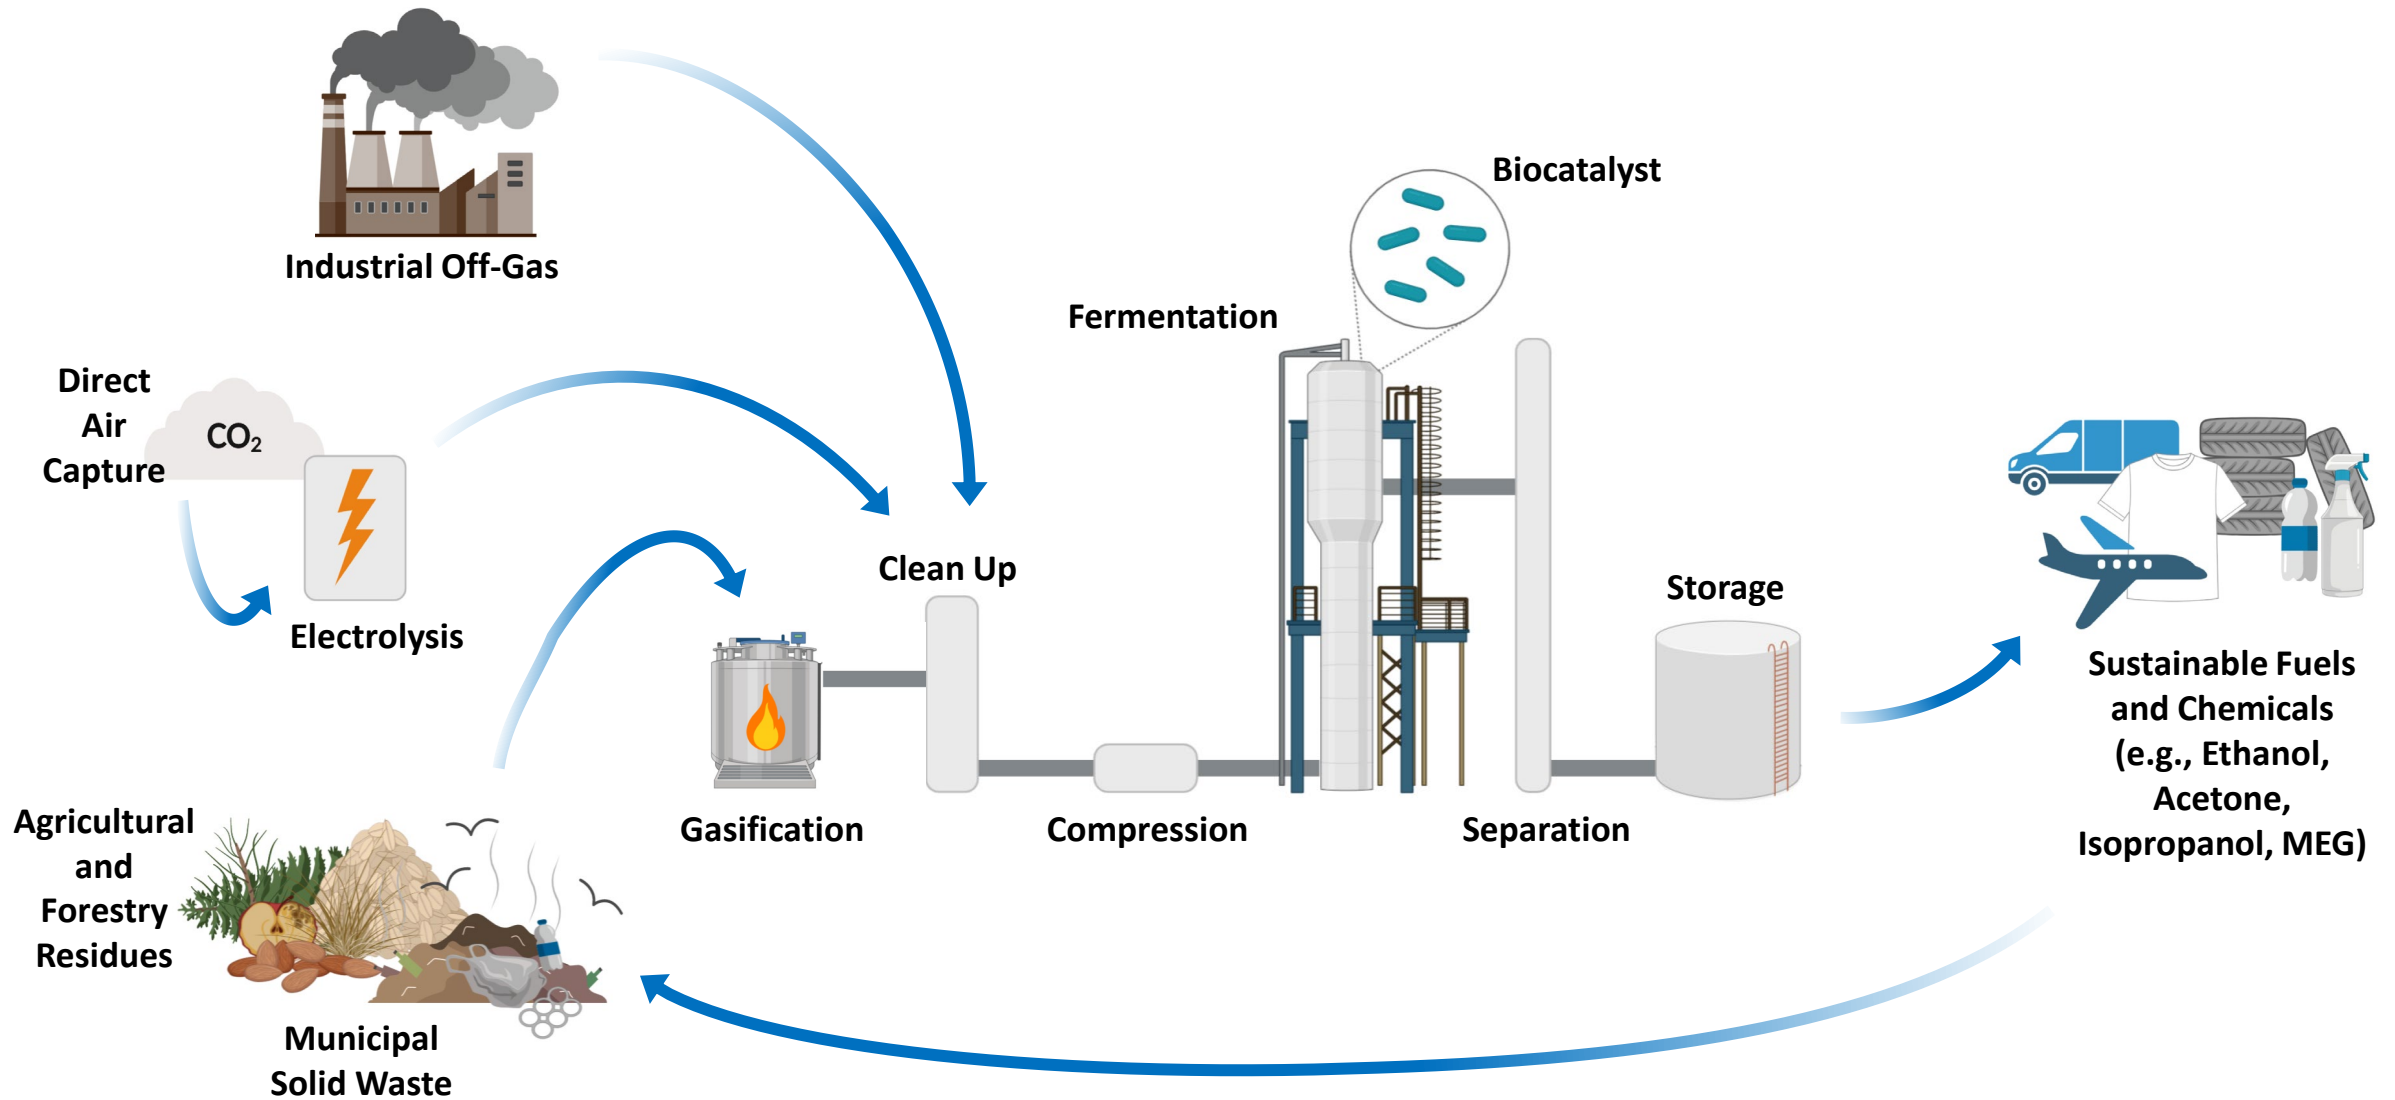 Industrial Off-Gas
Direct
Air
Capture
CO₂
Electrolysis
Agricultural
and
Forestry
Residues
Municipal
Solid Waste
Gasification
Clean Up
Compression
Fermentation
Biocatalyst
Separation
Storage
Sustainable Fuels
and Chemicals
(e.g., Ethanol,
Acetone,
Isopropanol, MEG)